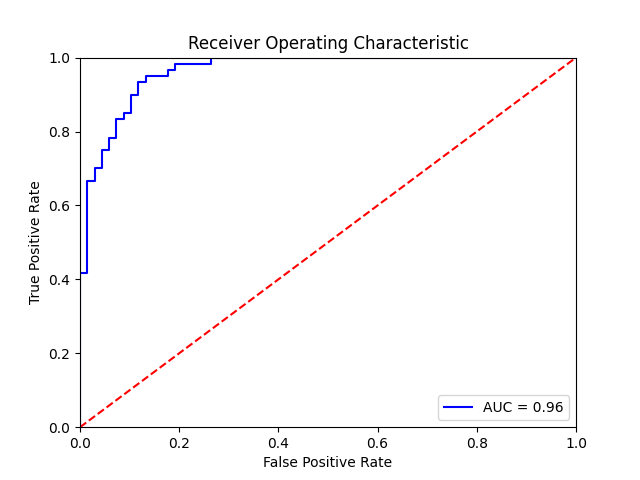 Receiver Operating Characteristic
True Positive Rate
1.0
0.8
0.6
0.4
0.2
0.0
AUC = 0.96
0.0 0.2 0.4 0.6 0.8 1.0
False Positive Rate